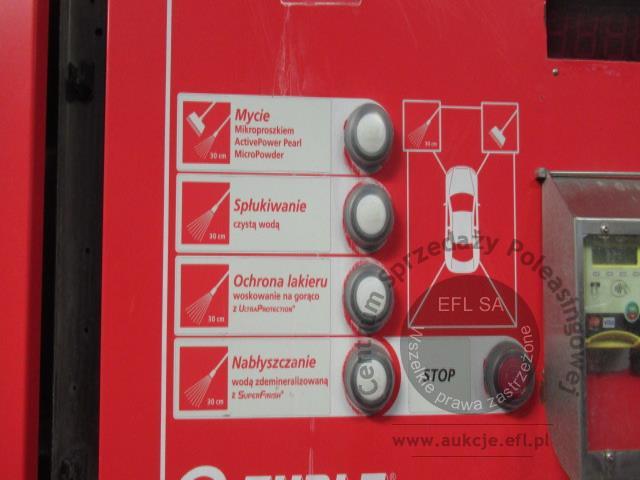 Mycie
Mikroproszkiem
ActivePower Pearl
MicroPowder
30 cm
30 cm
Spłukiwanie
czystą wodą
30 cm
Ochrona lakieru
woskowanie na gorąco
z UltraProtection®
30 cm
Nabłyszczanie
wodą zdemineralizowaną
z SuperFinish®
30 cm
STOP
Centrum Sprzedaży Poleasingowej
EFL SA
Wszelkie prawa zastrzeżone
www.aukcje.efl.pl